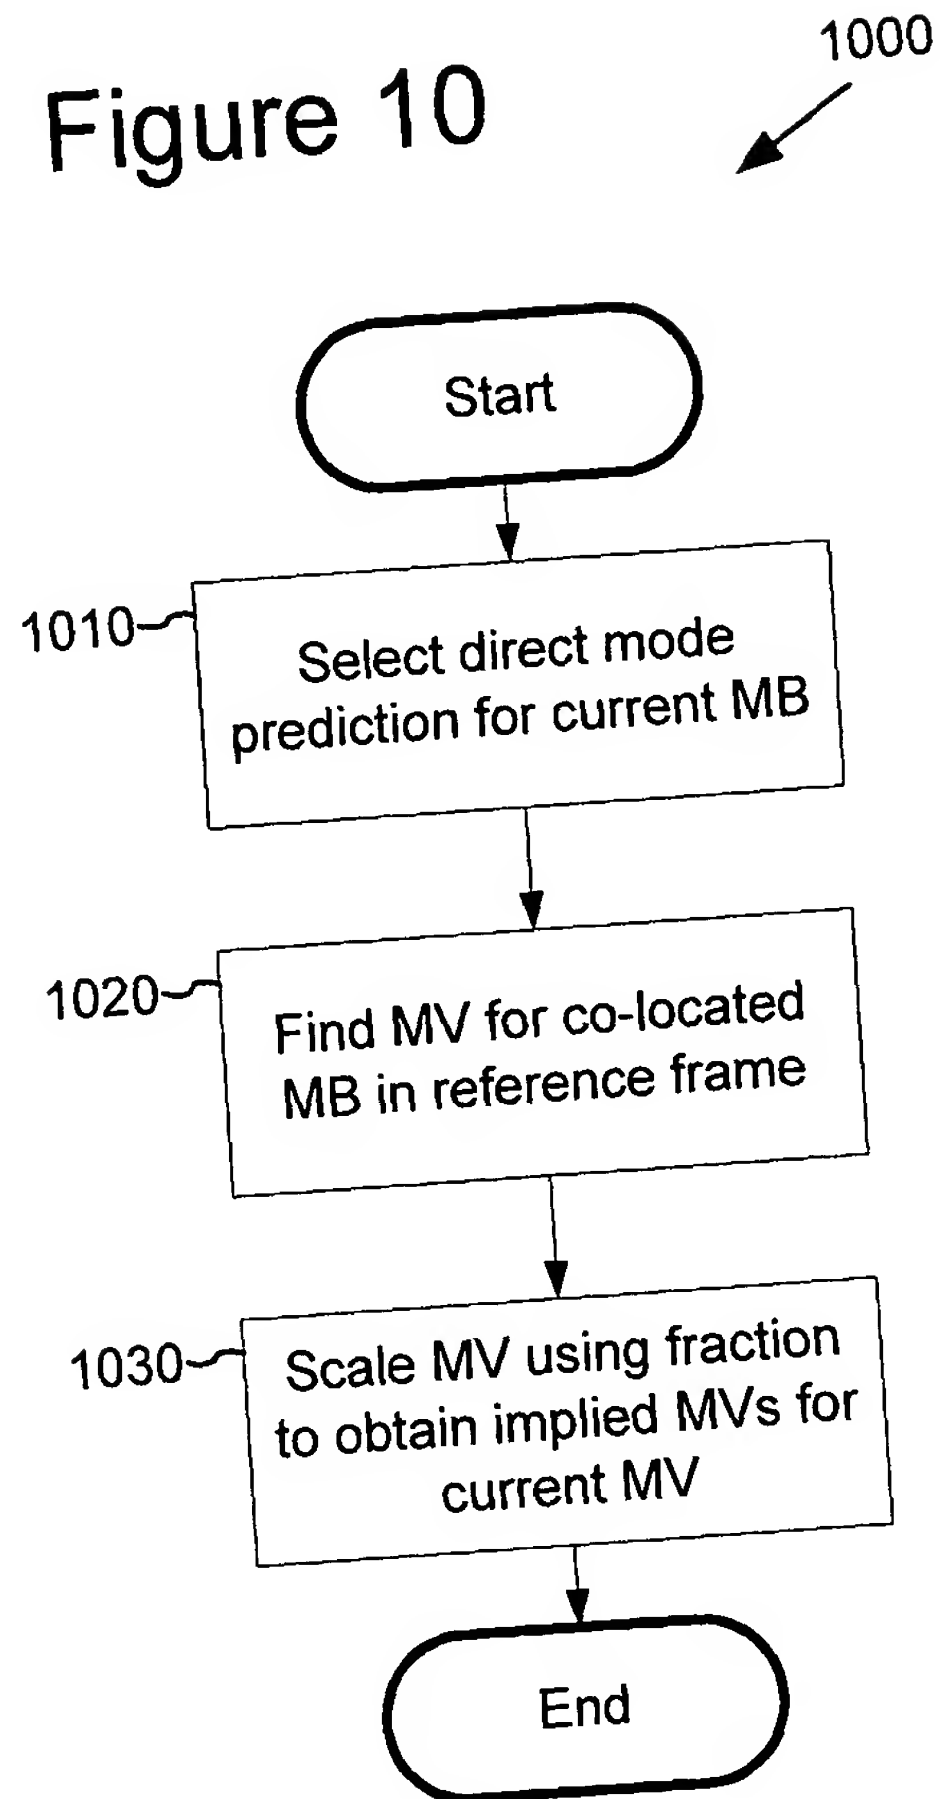 1000
Figure 10
Start
1010
Select direct mode
prediction for current MB
1020
Find MV for co-located
MB in reference frame
1030
Scale MV using fraction
to obtain implied MVs for
current MV
End